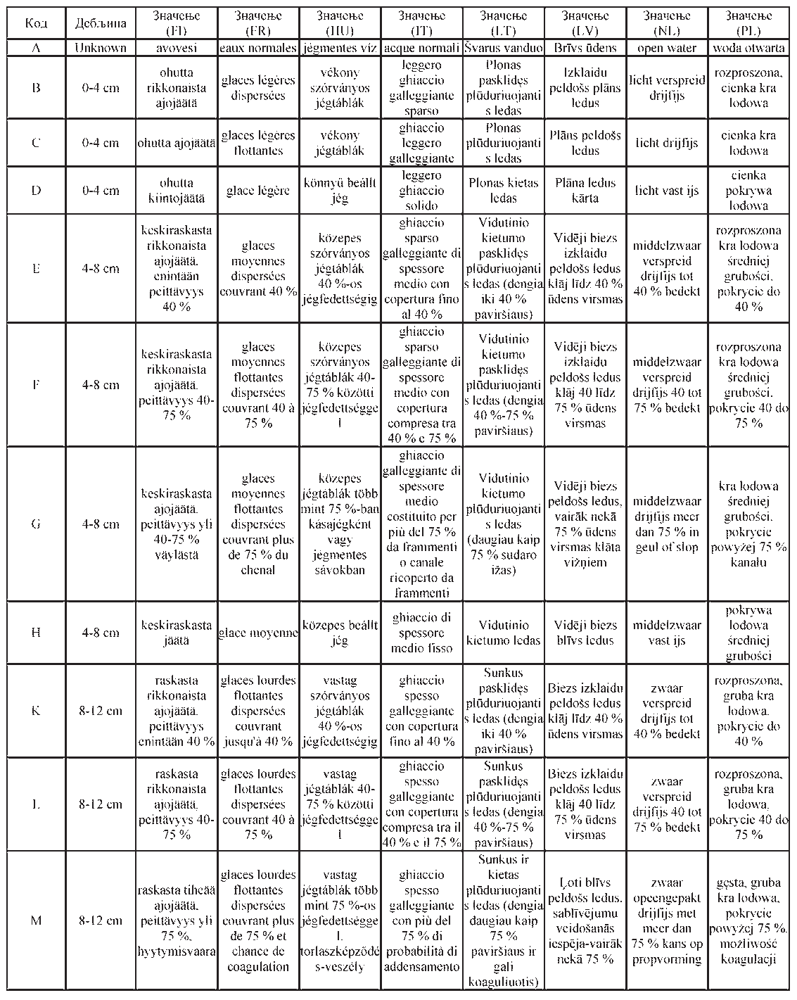 Код
Дебљина
Значење
(FI)
Значење
(FR)
Значење
(HU)
Значење
(IT)
Значење
(LT)
Значење
(LV)
Значење
(NL)
Значење
(PL)
A
Unknown
avovesi
eaux normales
jégmentes víz
acque normali
Švarus vanduo
Brīvs ūdens
open water
woda otwarta
B
0-4 cm
ohutta
rikkonaista
ajojäätä
glaces légères
dispersées
vékony
szórványos
jégtáblák
leggero
ghiaccio
galleggiante
sparso
Plonas
pasklidęs
plūduriuojanti
s ledas
Izklaidu
peldošs plāns
ledus
licht verspreid
drijfijs
rozproszona,
cienka kra
lodowa
C
0-4 cm
ohutta ajojäätä
glaces légères
flottantes
vékony
jégtáblák
ghiaccio
leggero
galleggiante
Plonas
plūduriuojanti
s ledas
Plāns peldošs
ledus
licht drijfijs
cienka kra
lodowa
D
0-4 cm
ohutta
kiintojäätä
glace légère
könnyű beállt
jég
leggero
ghiaccio
solido
Plonas kietas
ledas
Plāna ledus
kārta
licht vast ijs
cienka
pokrywa
lodowa
E
4-8 cm
keskiraskasta
rikkonaista
ajojäätä,
enintään
peittävyys
40 %
glaces
moyennes
dispersées
couvrant 40 %
közepes
szórványos
jégtáblák
40 %-os
jégfedettségig
ghiaccio
sparso
galleggiante di
spessore
medio con
copertura fino
al 40 %
Vidutinio
kietumo
pasklidęs
plūduriuojanti
s ledas (dengia
iki 40 %
paviršiaus)
Vidēji biezs
izklaidu
peldošs ledus
klāj līdz 40 %
ūdens virsmas
middelzwaar
verspreid
drijfijs tot
40 % bedekt
rozproszona
kra lodowa
średniej
grubości,
pokrycie do
40 %
F
4-8 cm
keskiraskasta
rikkonaista
ajojäätä,
peittävyys 40-
75 %
glaces
moyennes
flottantes
dispersées
couvrant 40 à
75 %
közepes
szórványos
jégtáblák 40-
75 % közötti
jégfedettségge
l
ghiaccio
sparso
galleggiante di
spessore
medio con
copertura
compresa tra
40 % e 75 %
Vidutinio
kietumo
pasklidęs
plūduriuojanti
s ledas (dengia
40 %-75 %
paviršiaus)
Vidēji biezs
izklaidu
peldošs ledus
klāj 40 līdz
75 % ūdens
virsmas
middelzwaar
verspreid
drijfijs 40 tot
75 % bedekt
rozproszona
kra lodowa
średniej
grubości,
pokrycie 40 do
75 %
G
4-8 cm
keskiraskasta
ajojäätä,
peittävyys yli
40-75 %
väylästä
glaces
moyennes
flottantes
dispersées
couvrant plus
de 75 % du
chenal
közepes
jégtáblák több
mint 75 %-ban
kásajégként
vagy
jégmentes
sávokban
ghiaccio
galleggiante di
spessore
medio
costituito per
più del 75 %
da frammenti
o canale
ricoperto da
frammenti
Vidutinio
kietumo
plūduriuojanti
s ledas
(daugiau kaip
75 % sudaro
ižas)
Vidēji biezs
peldošs ledus,
vairāk nekā
75 % ūdens
virsmas klāta
vižņiem
middelzwaar
drijfijs meer
dan 75 % in
geul of slop
kra lodowa
średniej
grubości,
pokrycie
powyżej 75 %
kanału
H
4-8 cm
keskiraskasta
jäätä
glace moyenne
közepes beállt
jég
ghiaccio di
spessore
medio fisso
Vidutinio
kietumo ledas
Vidēji biezs
blīvs ledus
middelzwaar
vast ijs
pokrywa
lodowa
średniej
grubości
K
8-12 cm
raskasta
rikkonaista
ajojäätä,
peittävyys
enintään 40 %
glaces lourdes
flottantes
dispersées
couvrant
jusqu'à 40 %
vastag
szórványos
jégtáblák
40 %-os
jégfedettségig
ghiaccio
spesso
galleggiante
con copertura
fino al 40 %
Sunkus
pasklidęs
plūduriuojanti
s ledas (dengia
iki 40 %
paviršiaus)
Biezs izklaidu
peldošs ledus
klāj līdz 40 %
ūdens virsmas
zwaar
verspreid
drijfijs tot
40 % bedekt
rozproszona,
gruba kra
lodowa,
pokrycie do
40 %
L
8-12 cm
raskasta
rikkonaista
ajojäätä,
peittävyys 40-
75 %
glaces lourdes
flottantes
dispersées
couvrant 40 à
75 %
vastag
jégtáblák 40-
75 % közötti
jégfedettségge
l
ghiaccio
spesso
galleggiante
con copertura
compresa tra il
40 % e il 75 %
Sunkus
pasklidęs
plūduriuojanti
s ledas (dengia
40 %-75 %
paviršiaus)
Biezs izklaidu
peldošs ledus
klāj 40 līdz
75 % ūdens
virsmas
zwaar
verspreid
drijfijs 40 tot
75 % bedekt
rozproszona,
gruba kra
lodowa,
pokrycie 40 do
75 %
M
8-12 cm
raskasta tiheää
ajojäätä,
peittävyys yli
75 %,
hyytymisvaara
glaces lourdes
flottantes
dispersées
couvrant plus
de 75 % et
chance de
coagulation
vastag
jégtáblák több
mint 75 %-os
jégfedettségge
l,
torlaszképződé
s-veszély
ghiaccio
spesso
galleggiante
con più del
75 % di
probabilità di
addensamento
Sunkus ir
kietas
plūduriuojanti
s ledas (dengia
daugiau kaip
75 %
paviršiaus ir
gali
koaguliuotis)
Ļoti blīvs
peldošs ledus,
sablīvējumu
veidošanās
iespēja-vairāk
nekā 75 %
zwaar
opeengepakt
drijfijs met
meer dan
75 % kans op
propvorming
gęsta, gruba
kra lodowa,
pokrycie
powyżej 75 %,
możliwość
koagulacji